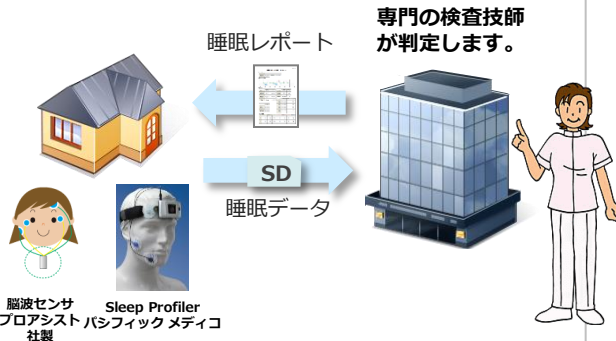 専門の検査技師
が判定します。
睡眠レポート
SD
睡眠データ
脳波センサ
プロアシスト
社製
Sleep Profiler
パシフィック メディコ